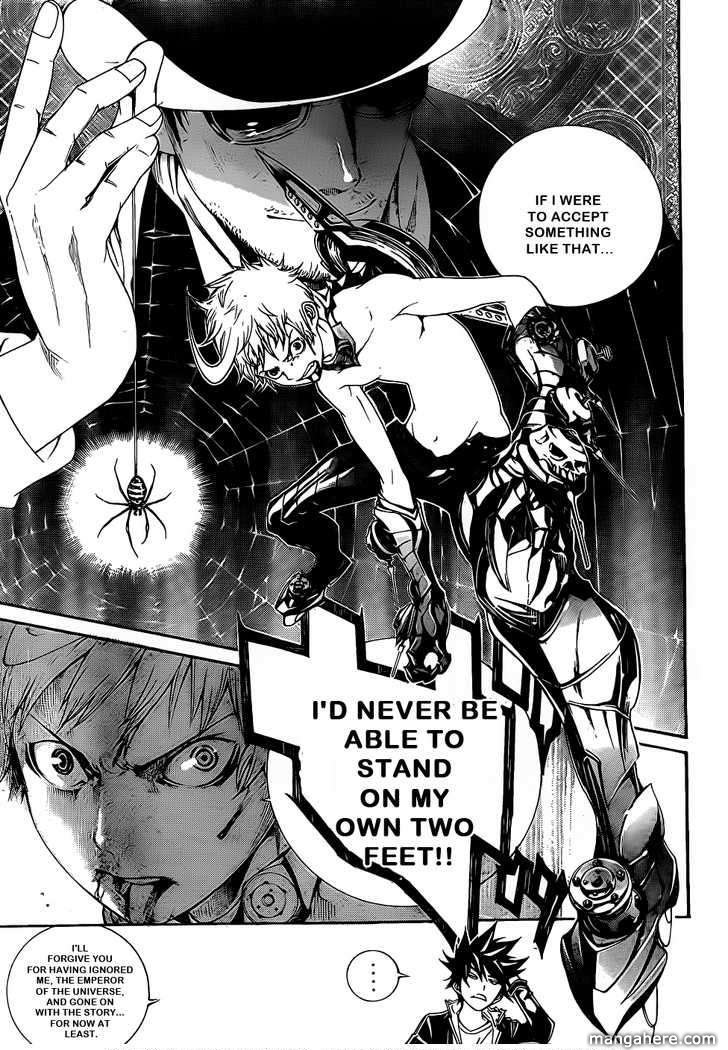 IF I WERE
TO ACCEPT
SOMETHING
LIKE THAT...
I'D NEVER BE
ABLE TO
STAND
ON MY
OWN TWO
FEET!!
...
I'LL
FORGIVE YOU
FOR HAVING IGNORED
ME, THE EMPEROR
OF THE UNIVERSE,
AND GONE ON
WITH THE STORY...
FOR NOW AT
LEAST.
mangahere.com